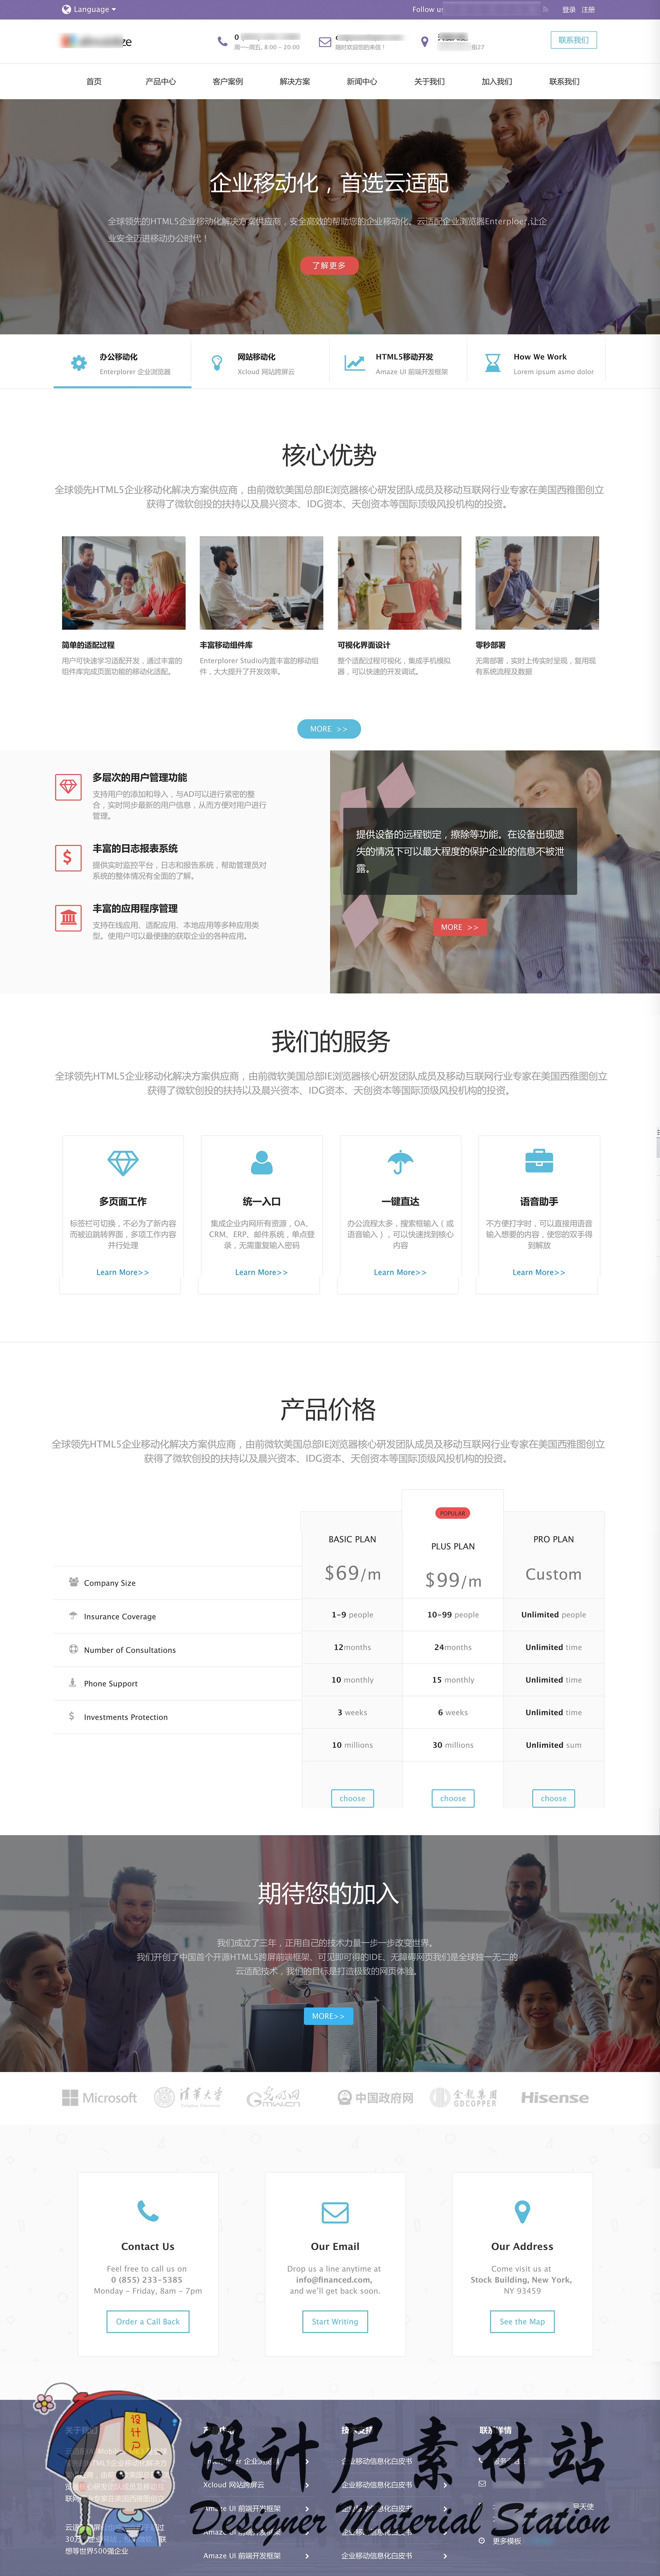 Language
Follow us
登录 注册
周一~周五, 8:00 - 20:00
随时欢迎您的来信！
联系我们
首页 产品中心 客户案例 解决方案 新闻中心 关于我们 加入我们 联系我们
企业移动化，首选云适配
全球领先的HTML5企业移动化解决方案供应商，安全高效的帮助您的企业移动化。云适配企业浏览器Enterploer,让企
业安全迈进移动办公时代！
了解更多
办公移动化
Enterplorer 企业浏览器
网站移动化
Xcloud 网站跨屏云
HTML5移动开发
Amaze UI 前端开发框架
How We Work
Lorem ipsum asmo dolor
核心优势
全球领先HTML5企业移动化解决方案供应商，由前微软美国总部IE浏览器核心研发团队成员及移动互联网行业专家在美国西雅图创立
获得了微软创投的扶持以及晨兴资本、IDG资本、天创资本等国际顶级风投机构的投资。
简单的适配过程
用户可快速学习适配开发，通过丰富的
组件库完成页面功能的移动化适配。
丰富移动组件库
Enterplorer Studio内置丰富的移动组
件，大大提升了开发效率。
可视化界面设计
整个适配过程可视化，集成手机模拟
器，可以快速的开发调试。
零秒部署
无需部署，实时上传实时呈现，复用现
有系统流程及数据
MORE >>
多层次的用户管理功能
支持用户的添加和导入，与AD可以进行紧密的整
合，实时同步最新的用户信息，从而方便对用户进行
管理。
丰富的日志报表系统
提供实时监控平台，日志和报告系统，帮助管理员对
系统的整体情况有全面的了解。
丰富的应用程序管理
支持在线应用、适配应用、本地应用等多种应用类
型。使用户可以最便捷的获取企业的各种应用。
提供设备的远程锁定，擦除等功能。在设备出现遗
失的情况下可以最大程度的保护企业的信息不被泄
露。
MORE >>
我们的服务
全球领先HTML5企业移动化解决方案供应商，由前微软美国总部IE浏览器核心研发团队成员及移动互联网行业专家在美国西雅图创立
获得了微软创投的扶持以及晨兴资本、IDG资本、天创资本等国际顶级风投机构的投资。
多页面工作
标签栏可切换，不必为了新内容
而被迫跳转界面，多项工作内容
并行处理
Learn More>>
统一入口
集成企业内网所有资源，OA、
CRM、ERP、邮件系统，单点登
录，无需重复输入密码
Learn More>>
一键直达
办公流程太多，搜索框输入（或
语音输入），可以快速找到核心
内容
Learn More>>
语音助手
不方便打字时，可以直接用语音
输入想要的内容，使您的双手得
到解放
Learn More>>
产品价格
全球领先HTML5企业移动化解决方案供应商，由前微软美国总部IE浏览器核心研发团队成员及移动互联网行业专家在美国西雅图创立
获得了微软创投的扶持以及晨兴资本、IDG资本、天创资本等国际顶级风投机构的投资。
POPULAR
BASIC PLAN PLUS PLAN PRO PLAN
$69/m $99/m Custom
Company Size 1-9 people 10-99 people Unlimited people
Insurance Coverage 12months 24months Unlimited time
Number of Consultations 10 monthly 15 monthly Unlimited time
Phone Support 3 weeks 6 weeks Unlimited time
Investments Protection 10 millions 30 millions Unlimited sum
choose choose choose
期待您的加入
我们成立了三年，正用自己的技术力量一步一步改变世界。
我们开创了中国首个开源HTML5跨屏前端框架、可见即可得的IDE、无障碍网页我们是全球独一无二的
云适配技术，我们的目标是打造极致的网页体验。
MORE>>
Microsoft 清华大学 光明网 GMW.CN 中国政府网 金龙集团 GDCOPPER Hisense
Contact Us
Feel free to call us on
0 (855) 233-5385
Monday - Friday, 8am - 7pm
Order a Call Back
Our Email
Drop us a line anytime at
info@financed.com,
and we'll get back soon.
Start Writing
Our Address
Come visit us at
Stock Building, New York,
NY 93459
See the Map
设计户素材站
Designer Material Station
设计户
企业移动信息化白皮书
Xcloud 网站跨屏云
企业移动信息化白皮书
Amaze UI 前端开发框架
更多模板
想等世界500强企业
Amaze UI 前端开发框架
企业移动信息化白皮书